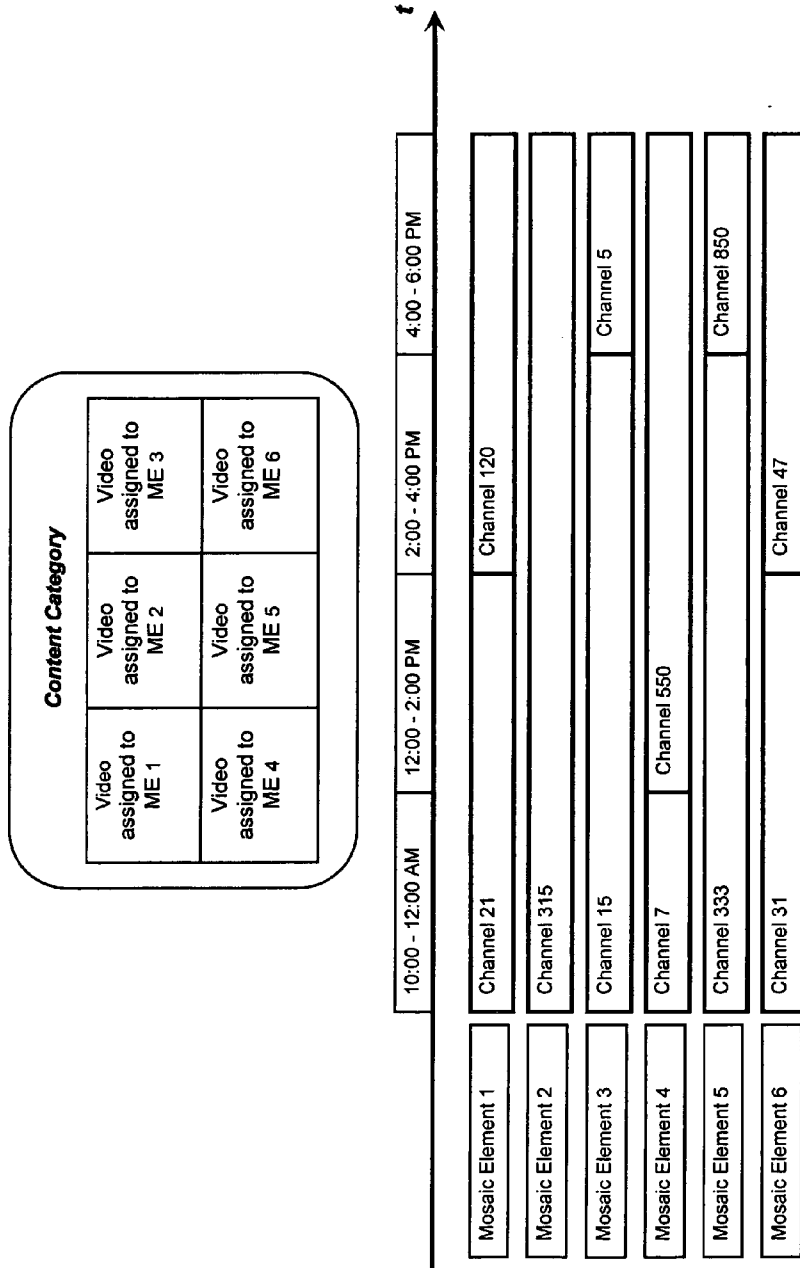 Content Category
Video
assigned to
ME 1
Video
assigned to
ME 2
Video
assigned to
ME 3
Video
assigned to
ME 4
Video
assigned to
ME 5
Video
assigned to
ME 6
t
10:00 - 12:00 AM
12:00 - 2:00 PM
2:00 - 4:00 PM
4:00 - 6:00 PM
Mosaic Element 1
Channel 21
Channel 120
Mosaic Element 2
Channel 315
Mosaic Element 3
Channel 15
Channel 5
Mosaic Element 4
Channel 7
Channel 550
Mosaic Element 5
Channel 333
Channel 850
Mosaic Element 6
Channel 31
Channel 47